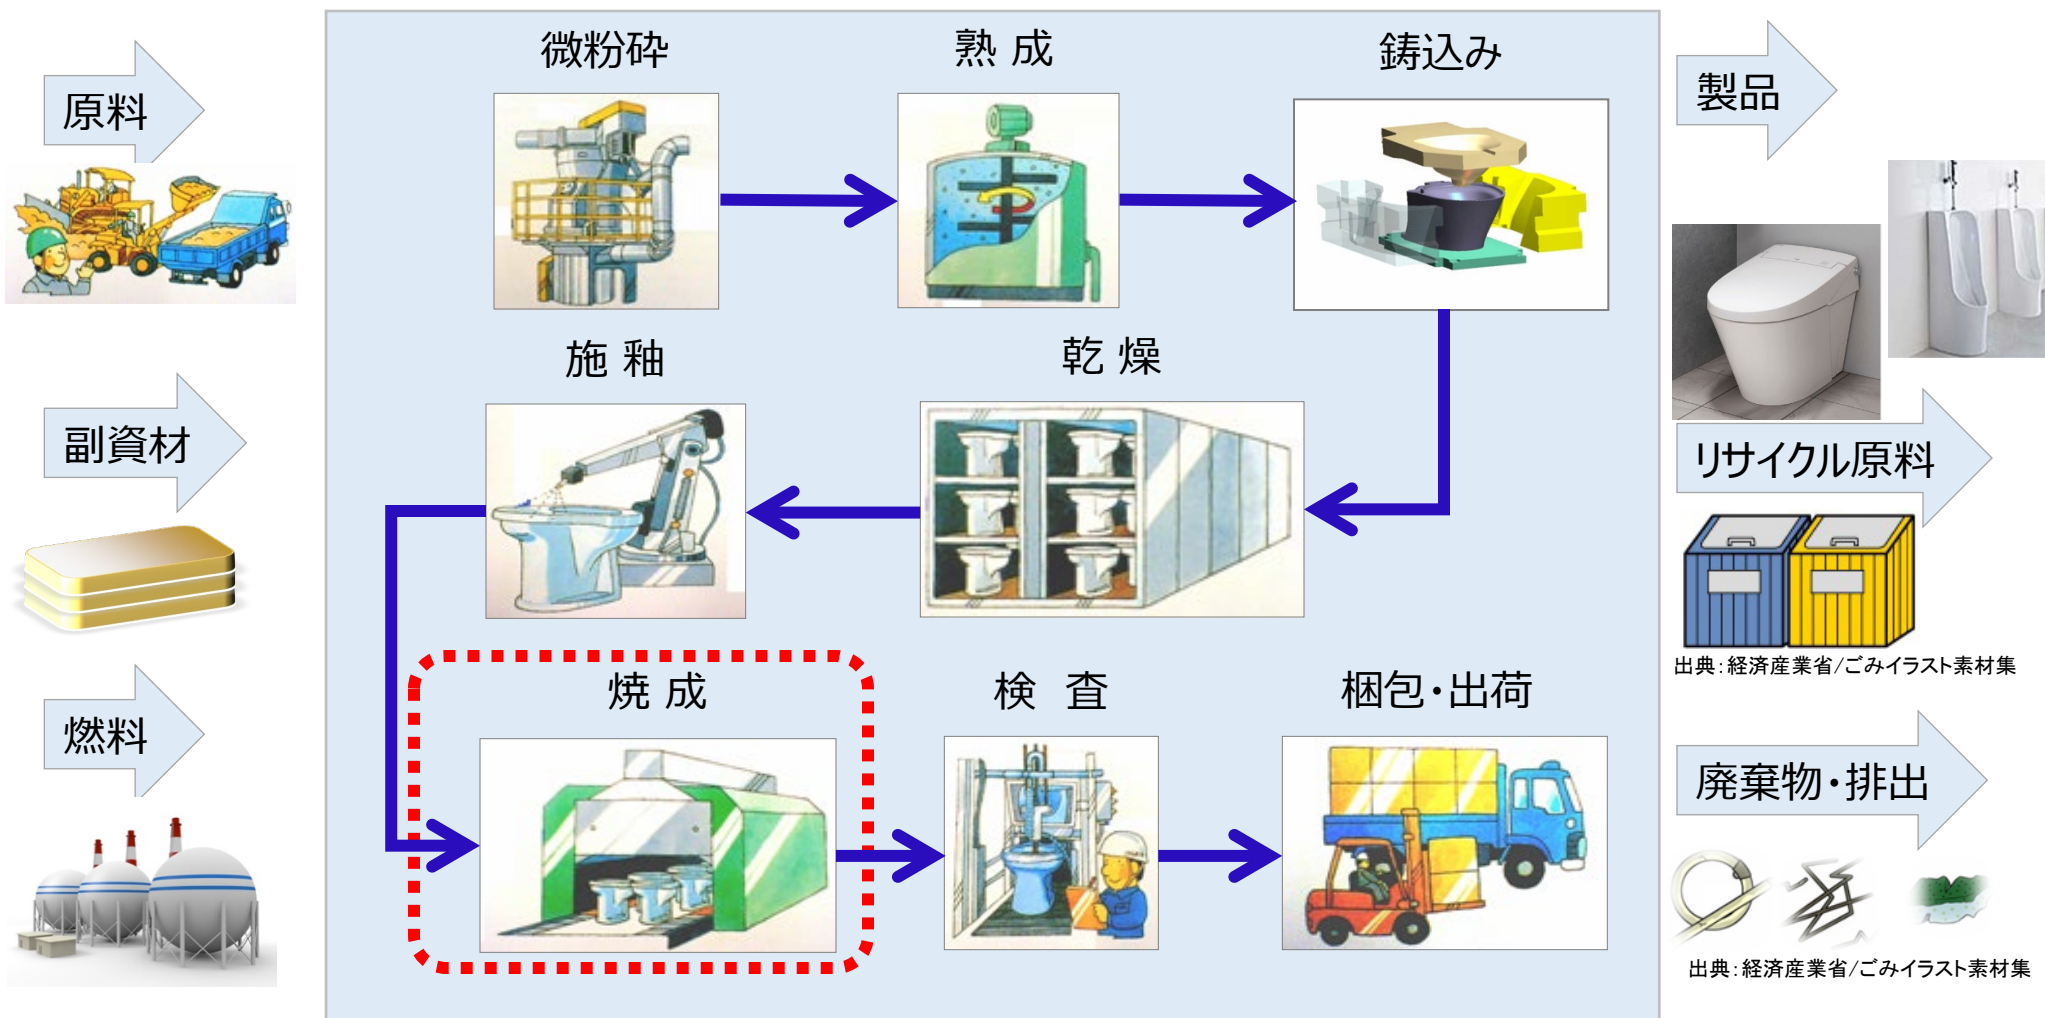 原料
副資材
燃料
微粉砕
熟 成
鋳込み
施 釉
乾 燥
焼 成
検 査
梱包・出荷
製品
リサイクル原料
出典：経済産業省/ごみイラスト素材集
廃棄物・排出
出典：経済産業省/ごみイラスト素材集